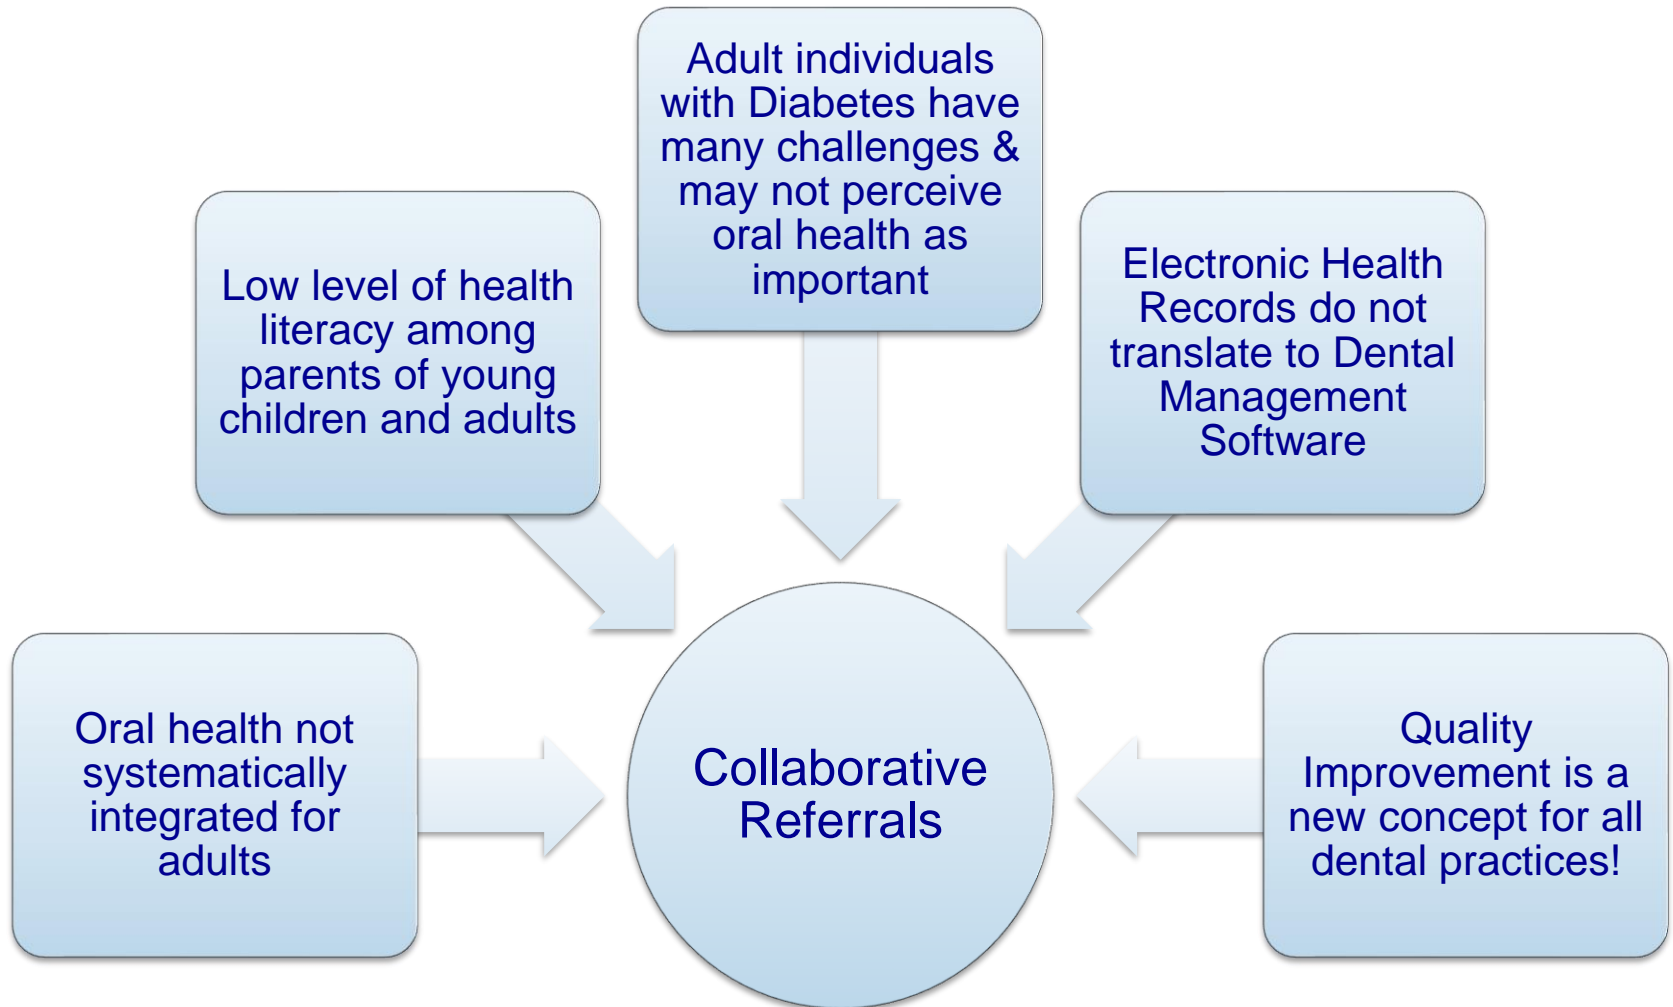 Adult individuals
with Diabetes have
many challenges &
may not perceive
oral health as
important
Low level of health
literacy among
parents of young
children and adults
Electronic Health
Records do not
translate to Dental
Management
Software
Oral health not
systematically
integrated for
adults
Collaborative
Referrals
Quality
Improvement is a
new concept for all
dental practices!